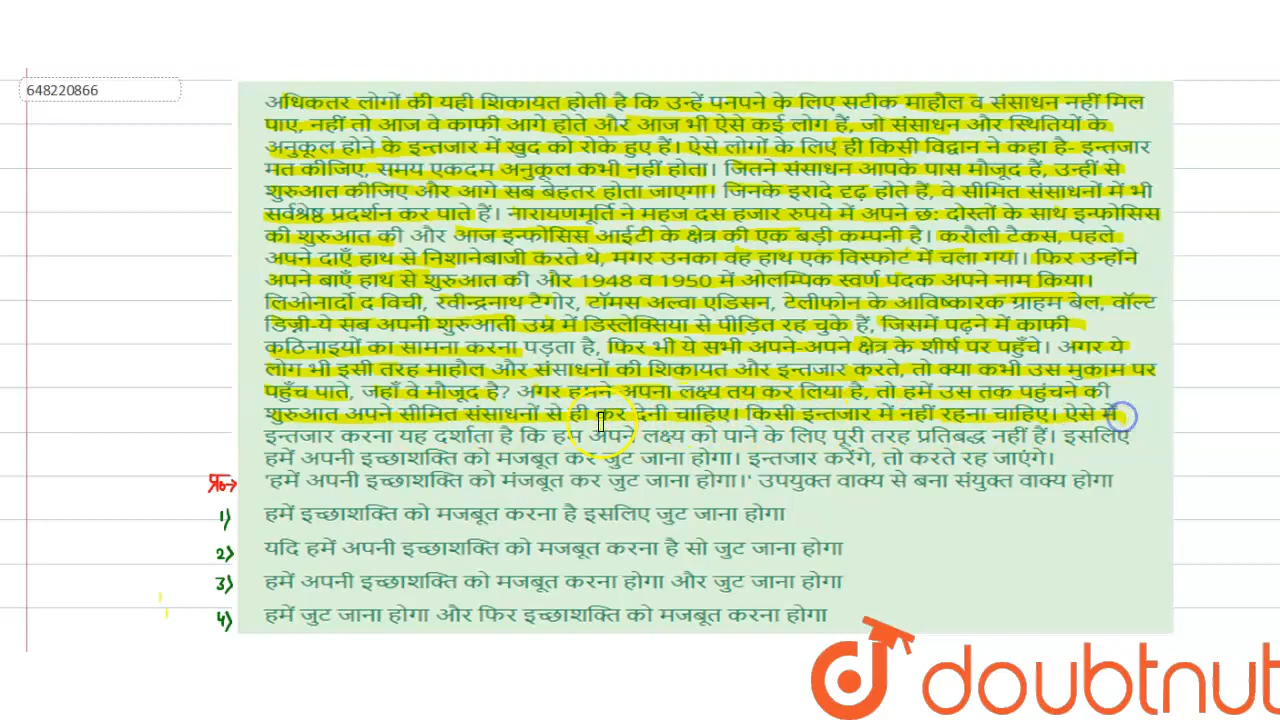 648220866
अधिकतर लोगों की यही शिकायत होती है कि उन्हें पनपने के लिए सटीक माहौल व संसाधन नहीं मिल
पाए, नहीं तो आज वे काफी आगे होते और आज भी ऐसे कई लोग हैं, जो संसाधन और स्थितियों के
अनुकूल होने के इन्तजार में खुद को रोके हुए हैं। ऐसे लोगों के लिए ही किसी विद्वान ने कहा है- इन्तजार
मत कीजिए, समय एकदम अनुकूल कभी नहीं होता। जितने संसाधन आपके पास मौजूद हैं, उन्हीं से
शुरुआत कीजिए और आगे सब बेहतर होता जाएगा। जिनके इरादे दृढ़ होते हैं, वे सीमित संसाधनों में भी
सर्वश्रेष्ठ प्रदर्शन कर पाते हैं। नारायणमूर्ति ने महज दस हजार रुपये में अपने छ: दोस्तों के साथ इन्फोसिस
की शुरुआत की और आज इन्फोसिस आईटी के क्षेत्र की एक बड़ी कम्पनी है। करौली टैकस, पहले
अपने दाएँ हाथ से निशानेबाजी करते थे, मगर उनका वह हाथ एक विस्फोर्ट में चला गया। फिर उन्होंने
अपने बाएँ हाथ से शुरुआत की और 1948 व 1950 में ओलम्पिक स्वर्ण पदक अपने नाम किया।
लिओनार्दो द विंची, रवीन्द्रनाथ टैगोर, टॉमस अल्वा एडिसन, टेलीफोन के आविष्कारक ग्राहम बेल, वॉल्ट
डिज्नी-ये सब अपनी शुरुआती उम्र में डिस्लेक्सिया से पीड़ित रह चुके हैं, जिसमें पढ़ने में काफी
कठिनाइयों का सामना करना पड़ता है, फिर भी ये सभी अपने-अपने क्षेत्र के शीर्ष पर पहुँचे। अगर ये
लोग भी इसी तरह माहौल और संसाधनों की शिकायत और इन्तजार करते, तो क्या कभी उस मुकाम पर
पहुँच पाते, जहाँ वे मौजूद है? अगर हमने अपना लक्ष्य तय कर लिया है, तो हमें उस तक पहुंचने की
शुरुआत अपने सीमित संसाधनों से ही कर देनी चाहिए। किसी इन्तजार में नहीं रहना चाहिए। ऐसे में
इन्तजार करना यह दर्शाता है कि हम अपने लक्ष्य को पाने के लिए पूरी तरह प्रतिबद्ध नहीं हैं। इसलिए
हमें अपनी इच्छाशक्ति को मजबूत कर जुट जाना होगा। इन्तजार करेंगे, तो करते रह जाएंगे।
प्र०→ 'हमें अपनी इच्छाशक्ति को मंजबूत कर जुट जाना होगा।' उपयुक्त वाक्य से बना संयुक्त वाक्य होगा
1) हमें इच्छाशक्ति को मजबूत करना है इसलिए जुट जाना होगा
2) यदि हमें अपनी इच्छाशक्ति को मजबूत करना है सो जुट जाना होगा
3) हमें अपनी इच्छाशक्ति को मजबूत करना होगा और जुट जाना होगा
4) हमें जुट जाना होगा और फिर इच्छाशक्ति को मजबूत करना होगा
doubtnut